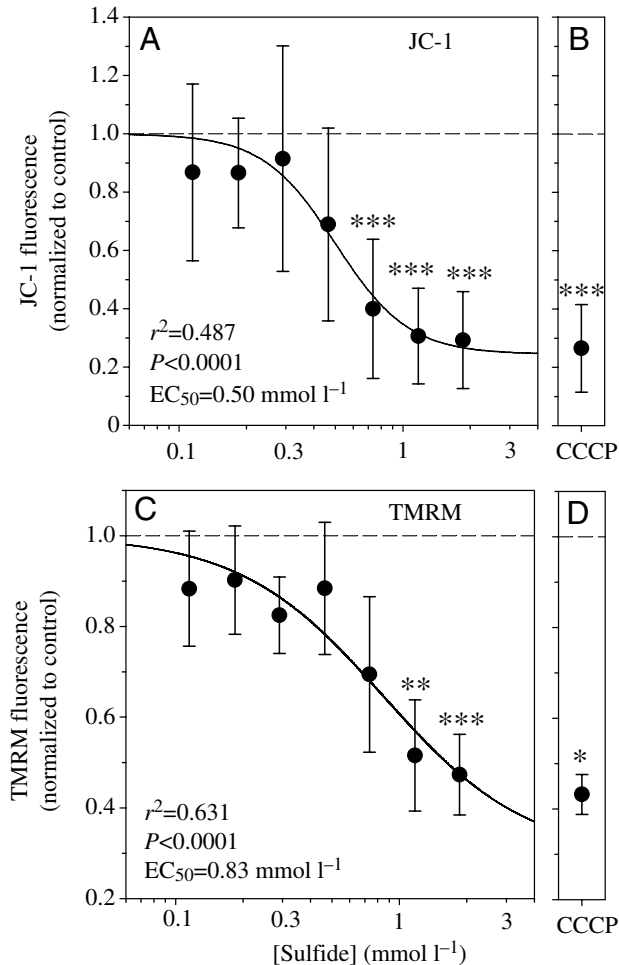 A
JC-1
B
JC-1 fluorescence
(normalized to control)
1.4
1.2
1.0
0.8
0.6
0.4
0.2
0
***
***
***
***
r²=0.487
P<0.0001
EC₅₀=0.50 mmol l⁻¹
0.1
0.3
1
3
CCCP
C
TMRM
D
TMRM fluorescence
(normalized to control)
1.0
0.8
0.6
0.4
0.2
**
***
*
r²=0.631
P<0.0001
EC₅₀=0.83 mmol l⁻¹
0.1
0.3
1
3
CCCP
[Sulfide] (mmol l⁻¹)